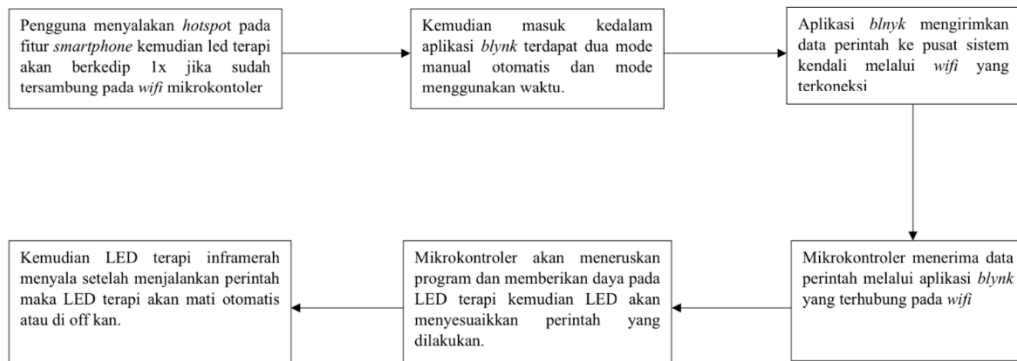 Pengguna menyalakan hotspot pada
fitur smartphone kemudian led terapi
akan berkedip 1x jika sudah
tersambung pada wifi mikrokontoler
Kemudian masuk kedalam
aplikasi blynk terdapat dua mode
manual otomatis dan mode
menggunakan waktu.
Aplikasi blnyk mengirimkan
data perintah ke pusat sistem
kendali melalui wifi yang
terkoneksi
Mikrokontroler menerima data
perintah melalui aplikasi blynk
yang terhubung pada wifi
Mikrokontroler akan meneruskan
program dan memberikan daya pada
LED terapi kemudian LED akan
menyesuaikkan perintah yang
dilakukan.
Kemudian LED terapi inframerah
menyala setelah menjalankan perintah
maka LED terapi akan mati otomatis
atau di off kan.